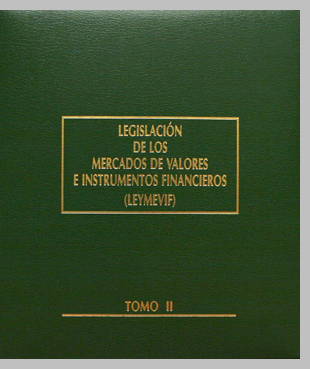 LEGISLACIÓN
DE LOS
MERCADOS DE VALORES
E INSTRUMENTOS FINANCIEROS
(LEYMEVIF)
TOMO II